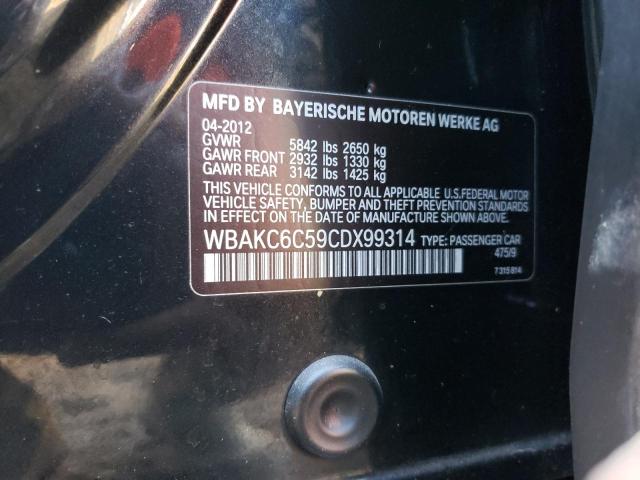 MFD BY BAYERISCHE MOTOREN WERKE AG
04-2012
GVWR 5842 lbs 2650 kg
GAWR FRONT 2932 lbs 1330 kg
GAWR REAR 3142 lbs 1425 kg
THIS VEHICLE CONFORMS TO ALL APPLICABLE U.S.FEDERAL MOTOR
VEHICLE SAFETY, BUMPER AND THEFT PREVENTION STANDARDS
IN EFFECT ON THE DATE OF MANUFACTURE SHOWN ABOVE.
WBAKC6C59CDX99314 TYPE: PASSENGER CAR
475/9
7315814